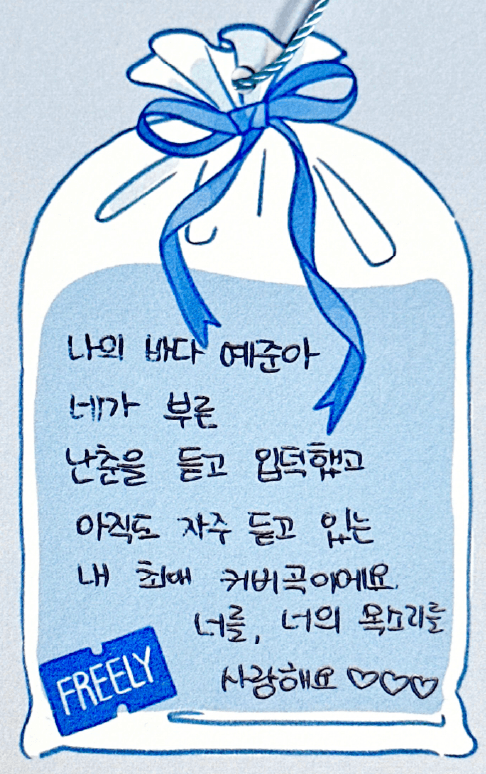 나의 바다 예준아
네가 부른
난춘을 듣고 입덕했고
아직도 자주 듣고 있는
내 최애 커버곡이에요
너를, 너의 목소리를
사랑해요 ♡♡♡
FREELY